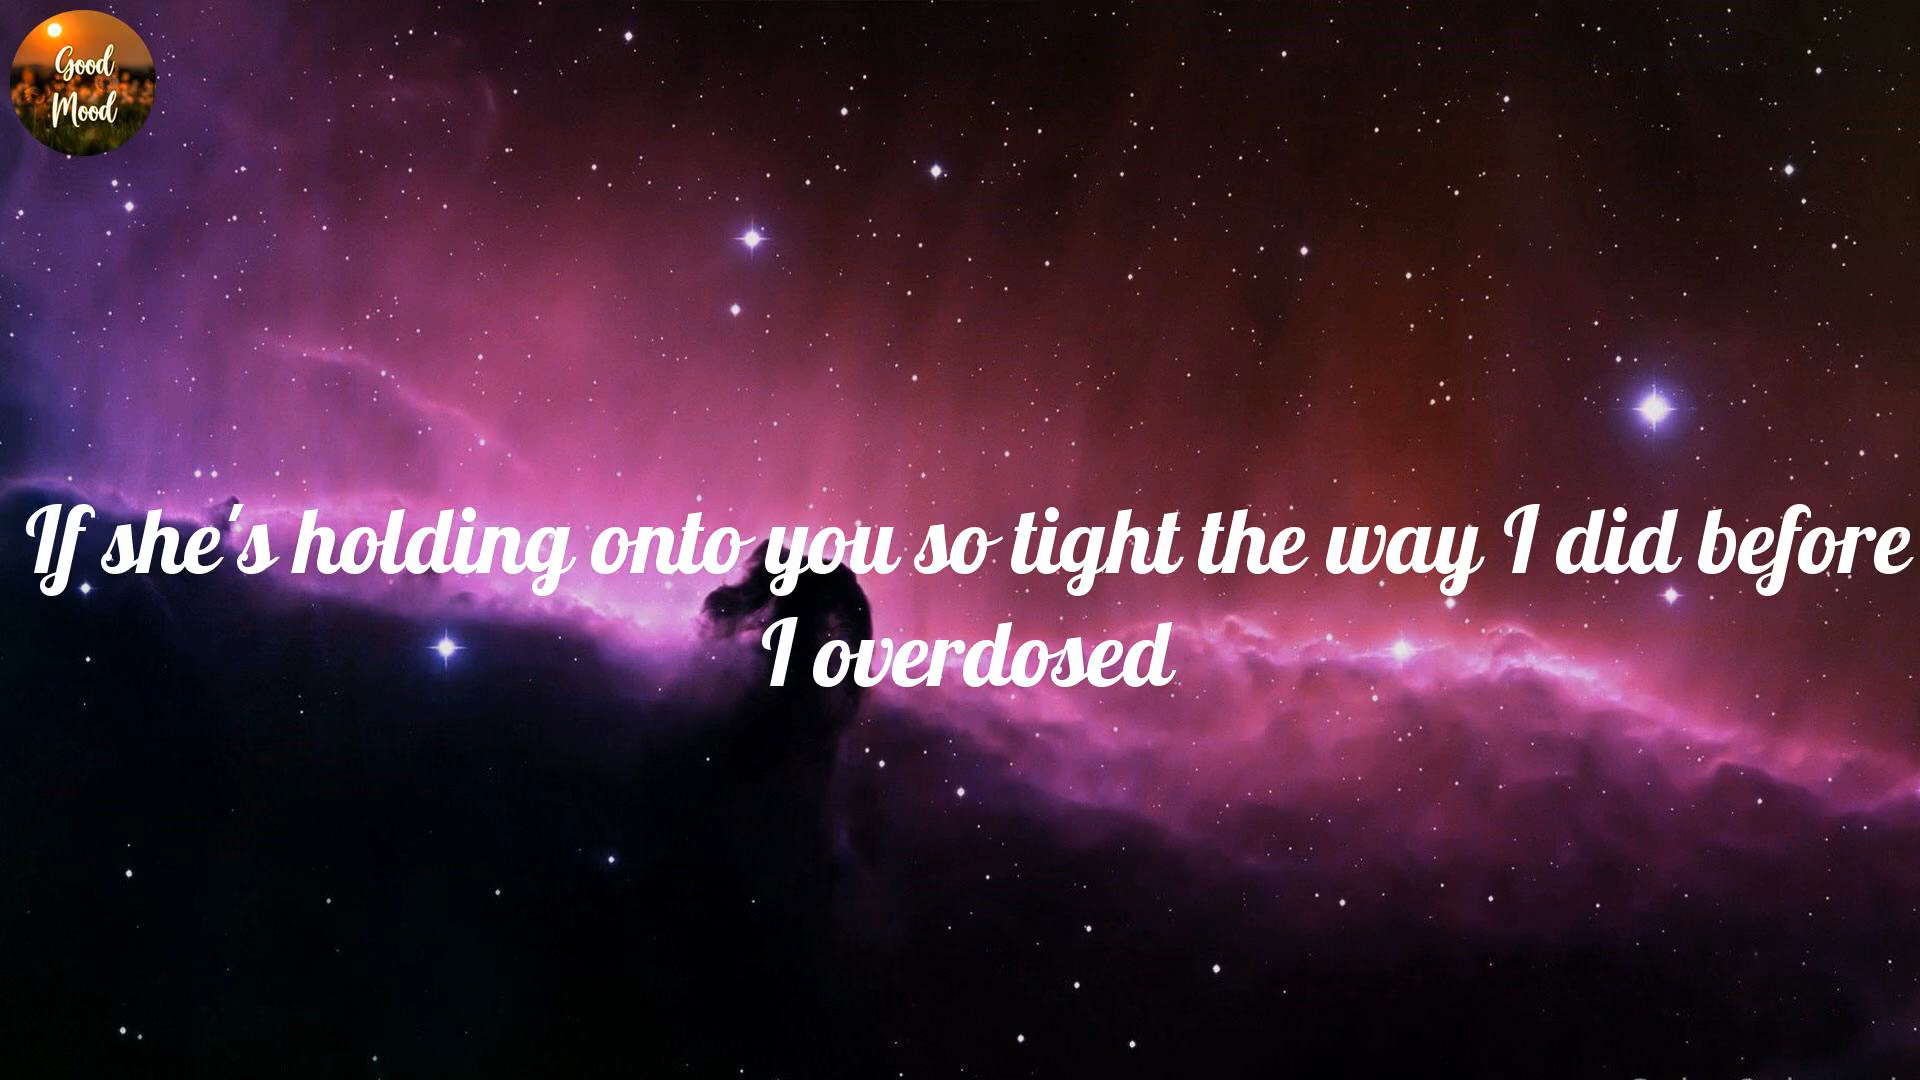 Good
Mood
If she's holding onto you so tight the way I did before
I overdosed